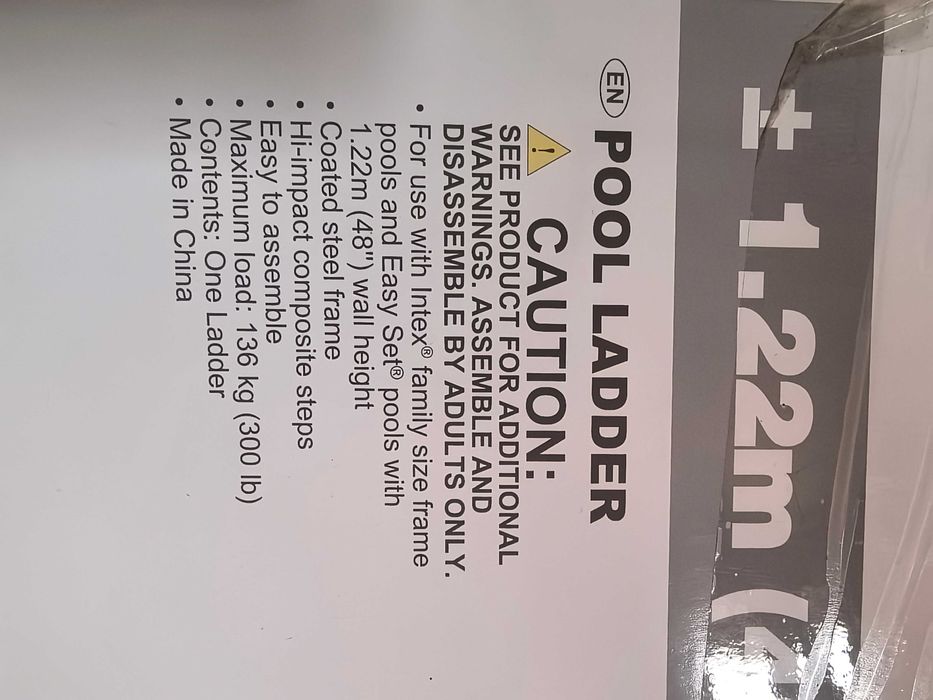 ± 1.22m (4
EN POOL LADDER
CAUTION:
SEE PRODUCT FOR ADDITIONAL
WARNINGS. ASSEMBLE AND
DISASSEMBLE BY ADULTS ONLY.
• For use with Intex® family size frame
pools and Easy Set® pools with
1.22m (48") wall height
• Coated steel frame
• Hi-impact composite steps
• Easy to assemble
• Maximum load: 136 kg (300 lb)
• Contents: One Ladder
• Made in China